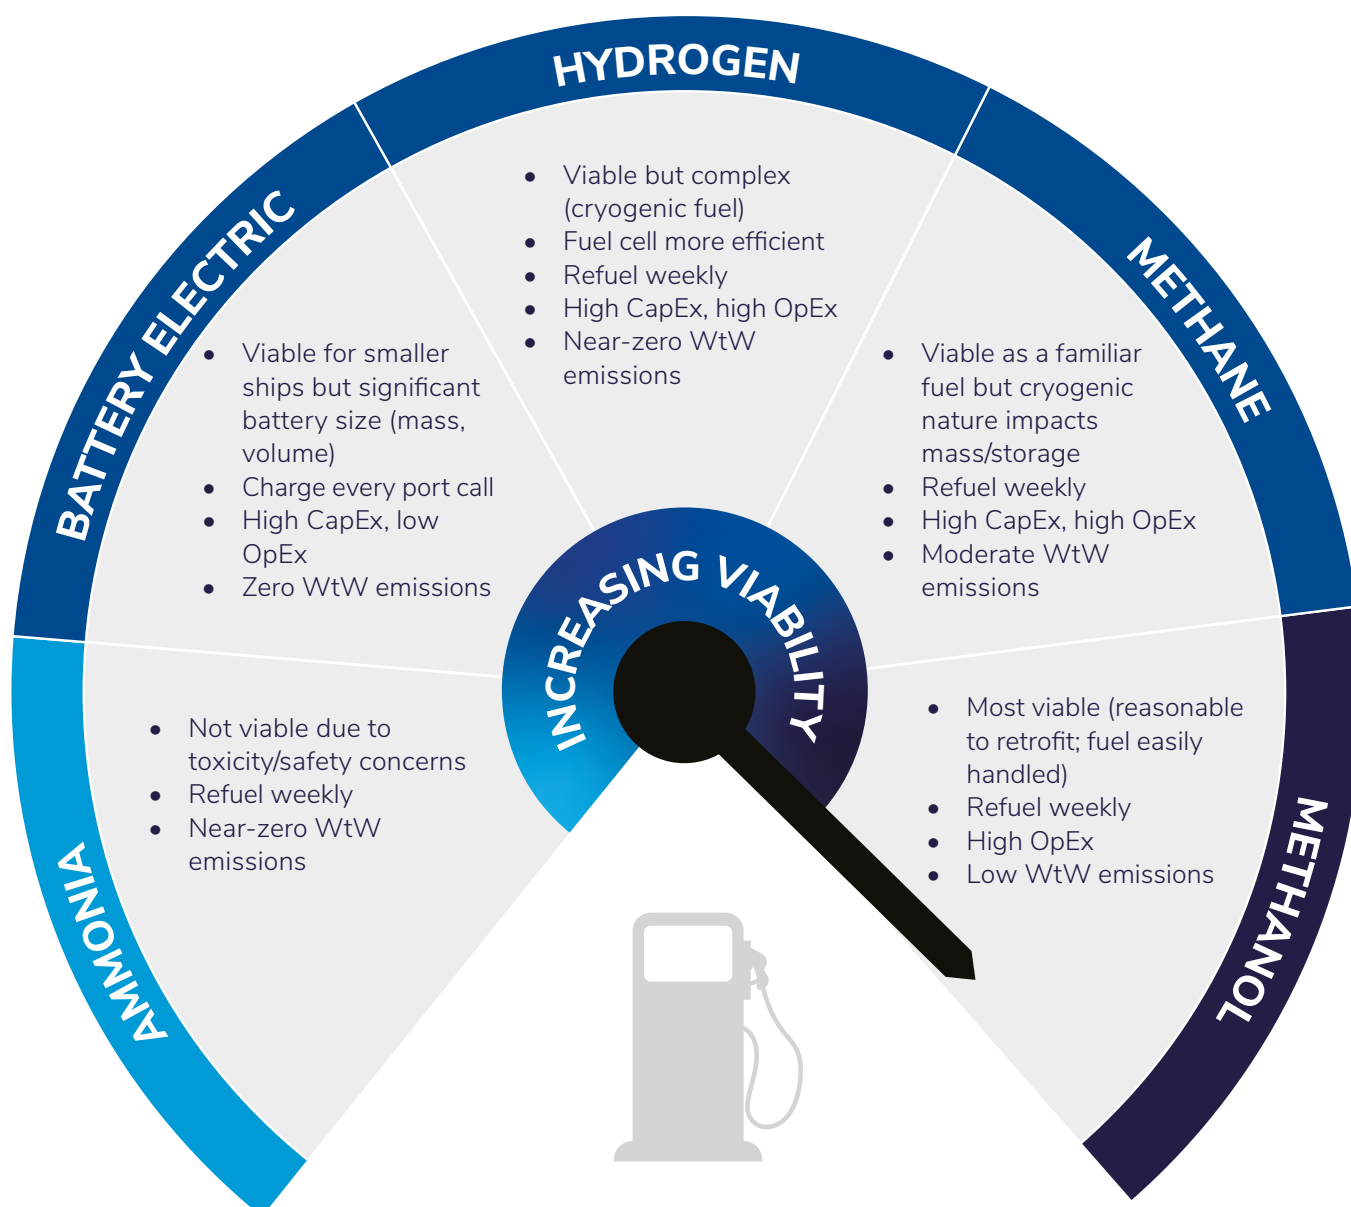 HYDROGEN
• Viable but complex
(cryogenic fuel)
• Fuel cell more efficient
• Refuel weekly
• High CapEx, high OpEx
• Near-zero WtW
emissions
BATTERY ELECTRIC
• Viable for smaller
ships but significant
battery size (mass,
volume)
• Charge every port call
• High CapEx, low
OpEx
• Zero WtW emissions
METHANE
• Viable as a familiar
fuel but cryogenic
nature impacts
mass/storage
• Refuel weekly
• High CapEx, high OpEx
• Moderate WtW
emissions
INCREASING VIABILITY
AMMONIA
• Not viable due to
toxicity/safety concerns
• Refuel weekly
• Near-zero WtW
emissions
METHANOL
• Most viable (reasonable
to retrofit; fuel easily
handled)
• Refuel weekly
• High OpEx
• Low WtW emissions